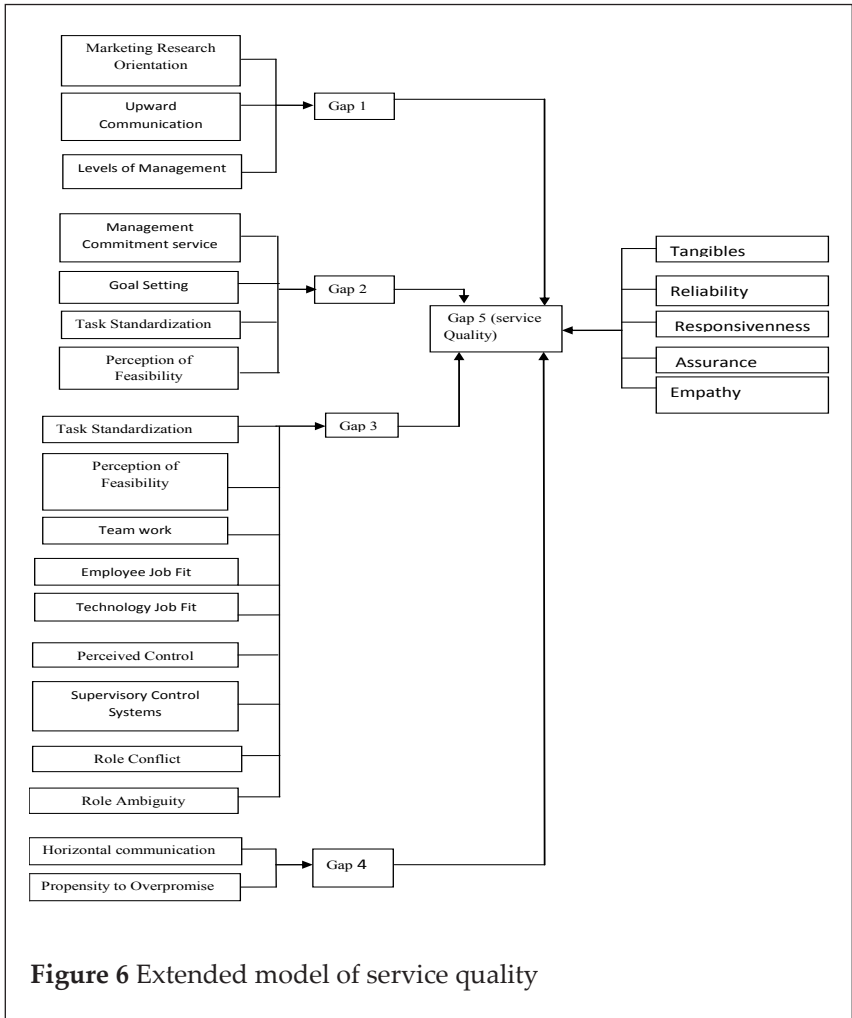 Marketing Research
Orientation
Upward
Communication
Levels of Management
Gap 1
Management
Commitment service
Goal Setting
Task Standardization
Perception of
Feasibility
Gap 2
Gap 5 (service
Quality)
Tangibles
Reliability
Responsivenness
Assurance
Empathy
Task Standardization
Perception of
Feasibility
Team work
Employee Job Fit
Technology Job Fit
Perceived Control
Supervisory Control
Systems
Role Conflict
Role Ambiguity
Gap 3
Horizontal communication
Propensity to Overpromise
Gap 4
Figure 6 Extended model of service quality